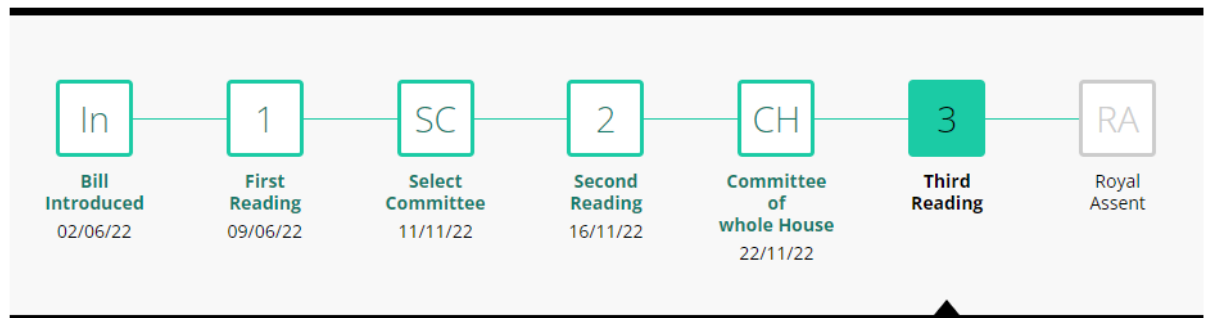 In
1
SC
2
CH
3
RA
Bill
Introduced
02/06/22
First
Reading
09/06/22
Select
Committee
11/11/22
Second
Reading
16/11/22
Committee
of
whole House
22/11/22
Third
Reading
Royal
Assent